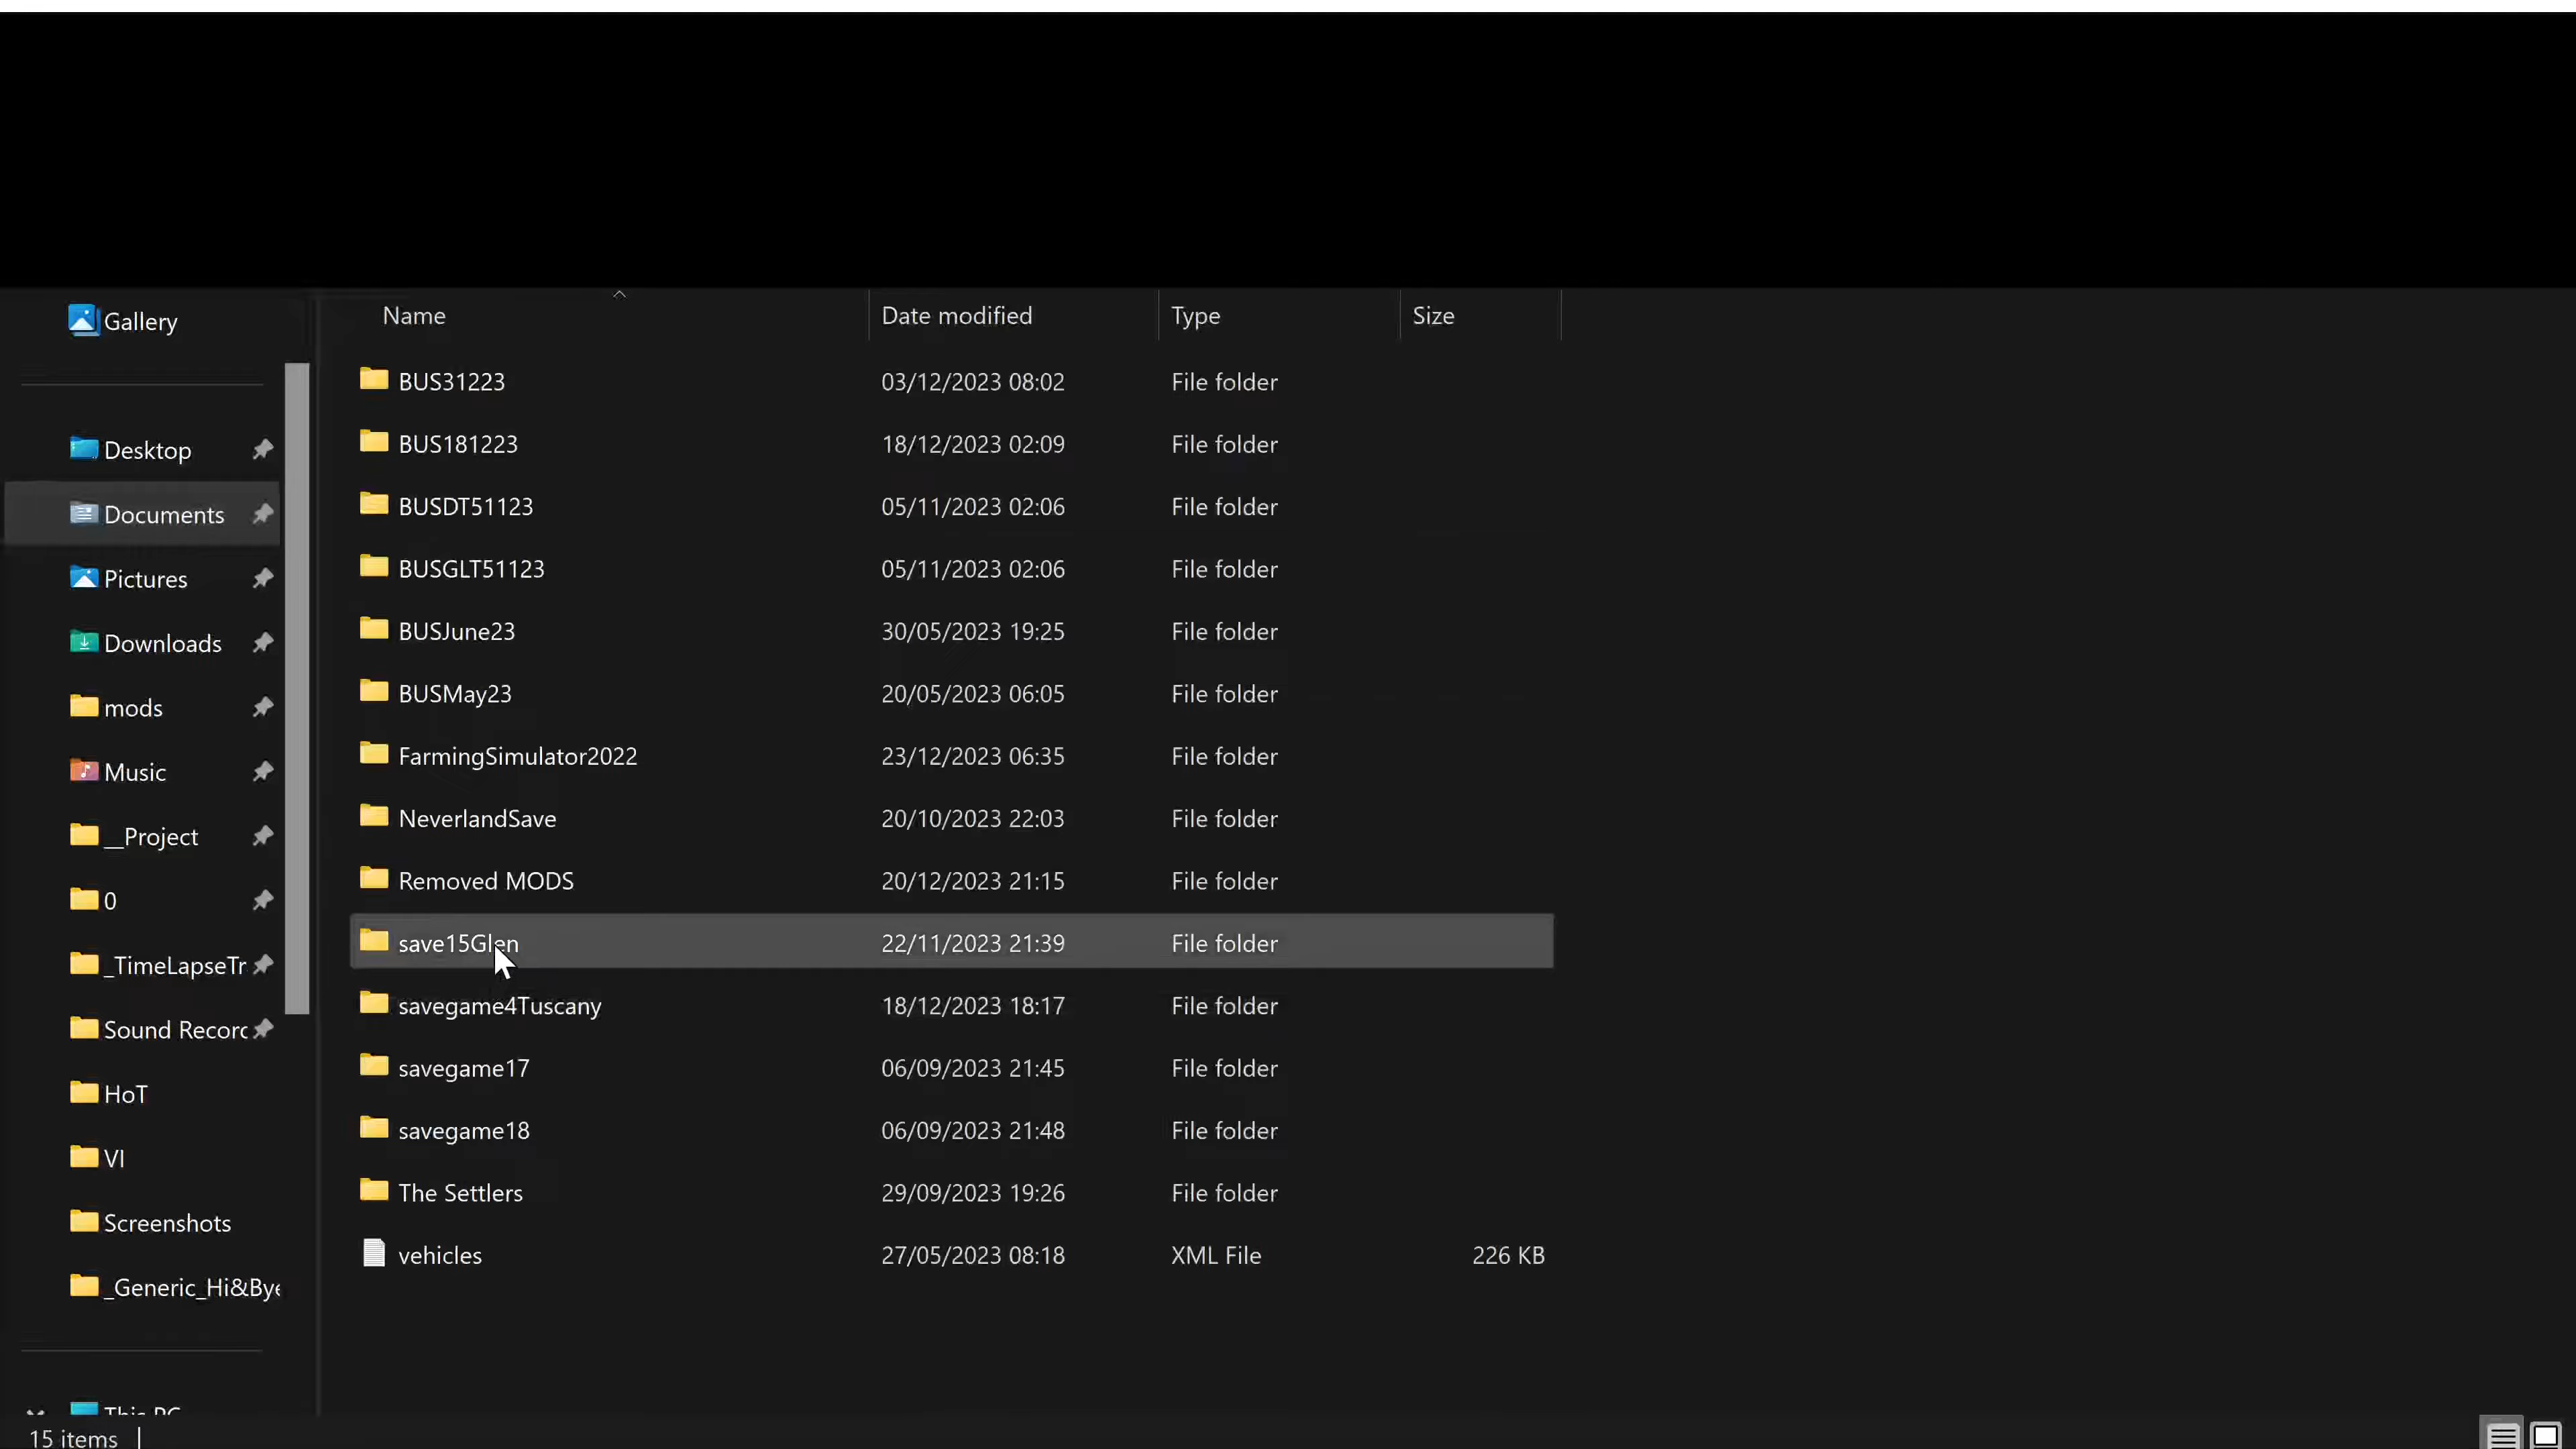 Gallery
Desktop
Documents
Pictures
Downloads
mods
Music
__Project
0
_TimeLapseTr
Sound Recorc
HoT
VI
Screenshots
_Generic_Hi&Bye
This PC
Name Date modified Type Size
BUS31223 03/12/2023 08:02 File folder
BUS181223 18/12/2023 02:09 File folder
BUSDT51123 05/11/2023 02:06 File folder
BUSGLT51123 05/11/2023 02:06 File folder
BUSJune23 30/05/2023 19:25 File folder
BUSMay23 20/05/2023 06:05 File folder
FarmingSimulator2022 23/12/2023 06:35 File folder
NeverlandSave 20/10/2023 22:03 File folder
Removed MODS 20/12/2023 21:15 File folder
save15Glen 22/11/2023 21:39 File folder
savegame4Tuscany 18/12/2023 18:17 File folder
savegame17 06/09/2023 21:45 File folder
savegame18 06/09/2023 21:48 File folder
The Settlers 29/09/2023 19:26 File folder
vehicles 27/05/2023 08:18 XML File 226 KB
15 items